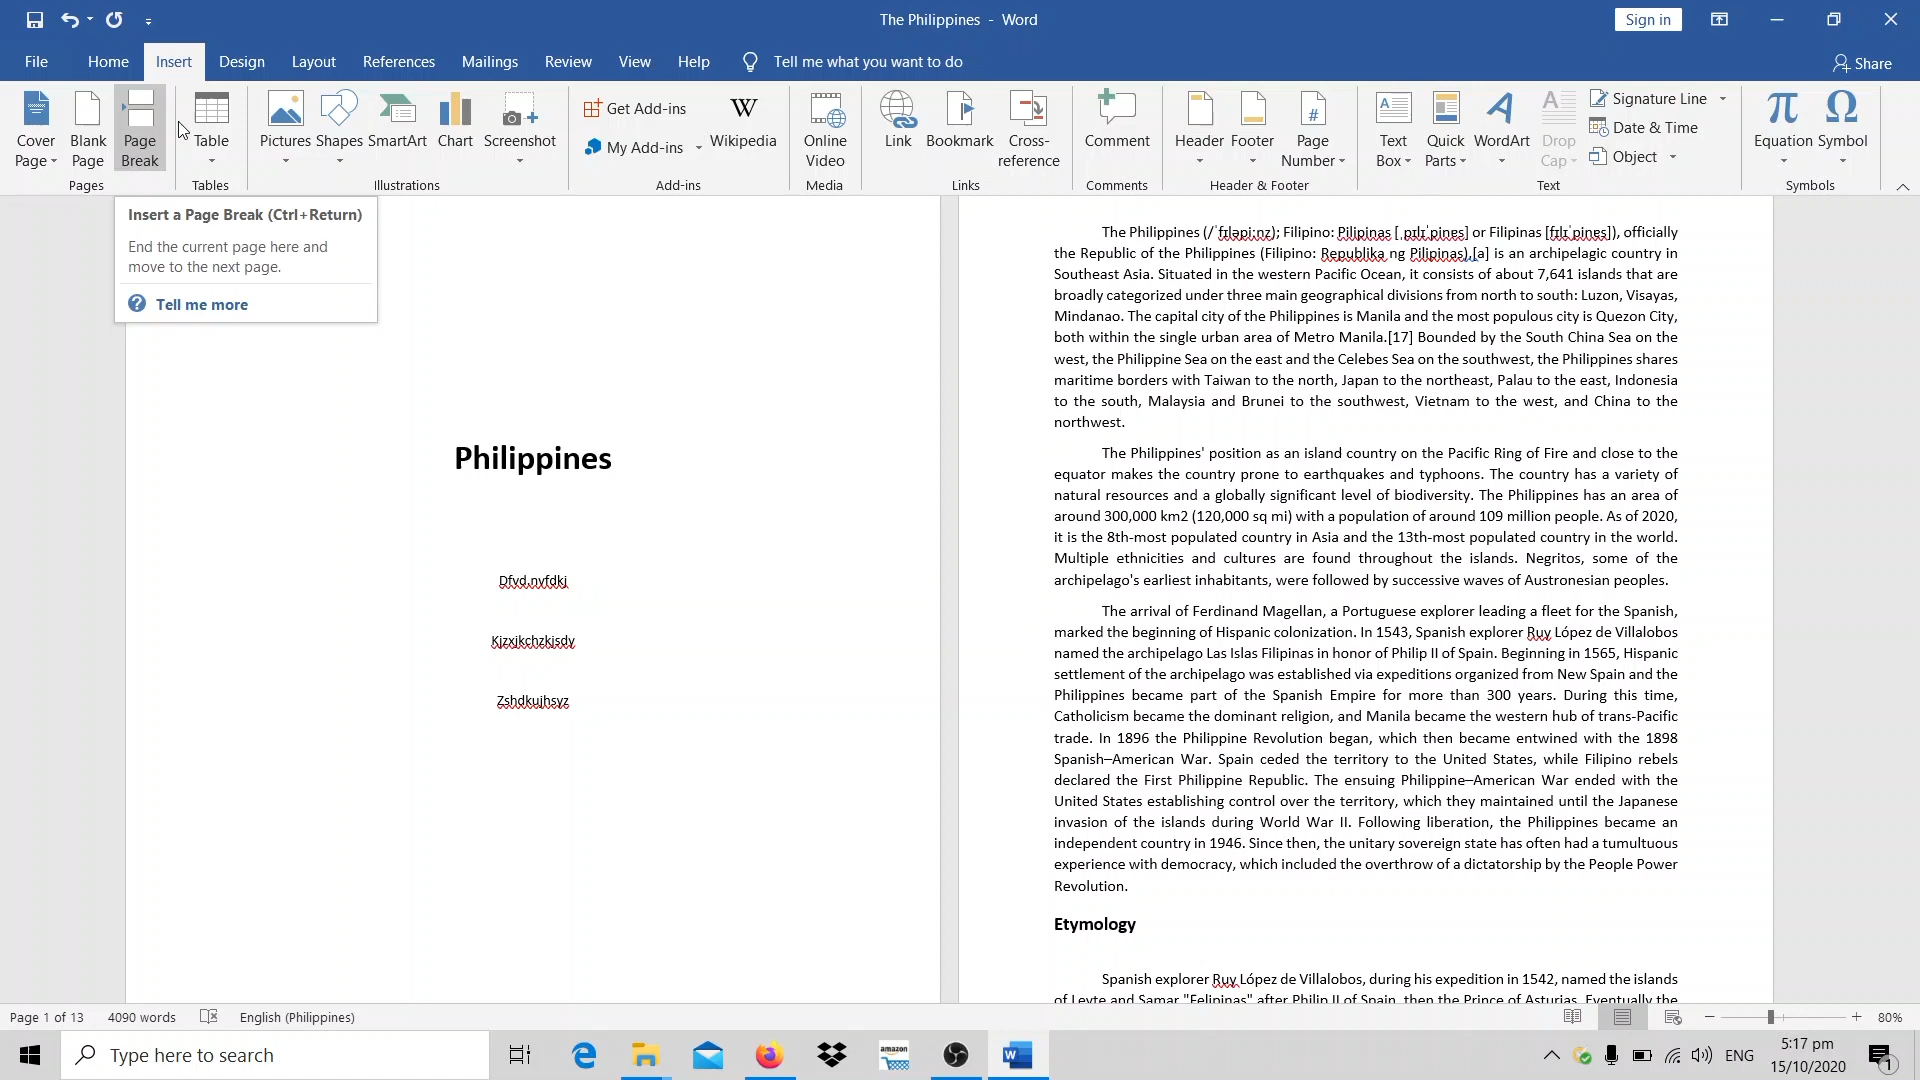 The Philippines - Word
Sign in
File Home Insert Design Layout References Mailings Review View Help Tell me what you want to do
Share
Cover Page
Blank Page
Page Break
Pages
Table
Tables
Pictures
Shapes
SmartArt
Chart
Screenshot
Illustrations
Get Add-ins
My Add-ins
Wikipedia
Add-ins
Online Video
Media
Link
Bookmark
Cross-reference
Links
Comment
Comments
Header
Footer
Page Number
Header & Footer
Text Box
Quick Parts
WordArt
Drop Cap
Signature Line
Date & Time
Object
Text
Equation
Symbol
Symbols
Insert a Page Break (Ctrl+Return)
End the current page here and
move to the next page.
Tell me more
Philippines
Dfvd,nvfdkj
Kjzxjkchzkjsdy
Zshdkujhsyz
The Philippines (/ˈfɪləpiːnz/; Filipino: Pilipinas [ˌpɪlɪˈpinɐs] or Filipinas [fɪlɪˈpinɐs]), officially
the Republic of the Philippines (Filipino: Republika ng Pilipinas),[a] is an archipelagic country in
Southeast Asia. Situated in the western Pacific Ocean, it consists of about 7,641 islands that are
broadly categorized under three main geographical divisions from north to south: Luzon, Visayas,
Mindanao. The capital city of the Philippines is Manila and the most populous city is Quezon City,
both within the single urban area of Metro Manila.[17] Bounded by the South China Sea on the
west, the Philippine Sea on the east and the Celebes Sea on the southwest, the Philippines shares
maritime borders with Taiwan to the north, Japan to the northeast, Palau to the east, Indonesia
to the south, Malaysia and Brunei to the southwest, Vietnam to the west, and China to the
northwest.
The Philippines' position as an island country on the Pacific Ring of Fire and close to the
equator makes the country prone to earthquakes and typhoons. The country has a variety of
natural resources and a globally significant level of biodiversity. The Philippines has an area of
around 300,000 km2 (120,000 sq mi) with a population of around 109 million people. As of 2020,
it is the 8th-most populated country in Asia and the 13th-most populated country in the world.
Multiple ethnicities and cultures are found throughout the islands. Negritos, some of the
archipelago's earliest inhabitants, were followed by successive waves of Austronesian peoples.
The arrival of Ferdinand Magellan, a Portuguese explorer leading a fleet for the Spanish,
marked the beginning of Hispanic colonization. In 1543, Spanish explorer Ruy López de Villalobos
named the archipelago Las Islas Filipinas in honor of Philip II of Spain. Beginning in 1565, Hispanic
settlement of the archipelago was established via expeditions organized from New Spain and the
Philippines became part of the Spanish Empire for more than 300 years. During this time,
Catholicism became the dominant religion, and Manila became the western hub of trans-Pacific
trade. In 1896 the Philippine Revolution began, which then became entwined with the 1898
Spanish–American War. Spain ceded the territory to the United States, while Filipino rebels
declared the First Philippine Republic. The ensuing Philippine–American War ended with the
United States establishing control over the territory, which they maintained until the Japanese
invasion of the islands during World War II. Following liberation, the Philippines became an
independent country in 1946. Since then, the unitary sovereign state has often had a tumultuous
experience with democracy, which included the overthrow of a dictatorship by the People Power
Revolution.
Etymology
Spanish explorer Ruy López de Villalobos, during his expedition in 1542, named the islands
of Leyte and Samar "Felipinas" after Philip II of Spain, then the Prince of Asturias. Eventually the
Page 1 of 13 4090 words English (Philippines)
80%
Type here to search
amazon
ENG
5:17 pm
15/10/2020
1